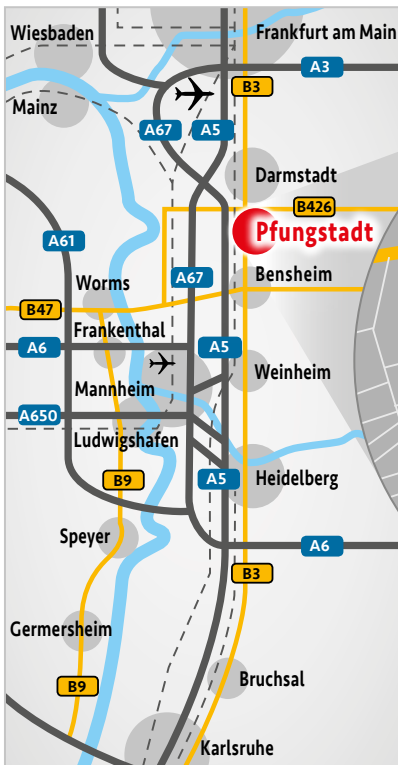 Wiesbaden
Frankfurt am Main
A3
B3
Mainz
A67
A5
Darmstadt
B426
Pfungstadt
A61
A67
Bensheim
Worms
B47
Frankenthal
A6
A5
Mannheim
Weinheim
A650
Ludwigshafen
B9
A5
Heidelberg
Speyer
A6
B3
Germersheim
B9
Bruchsal
Karlsruhe